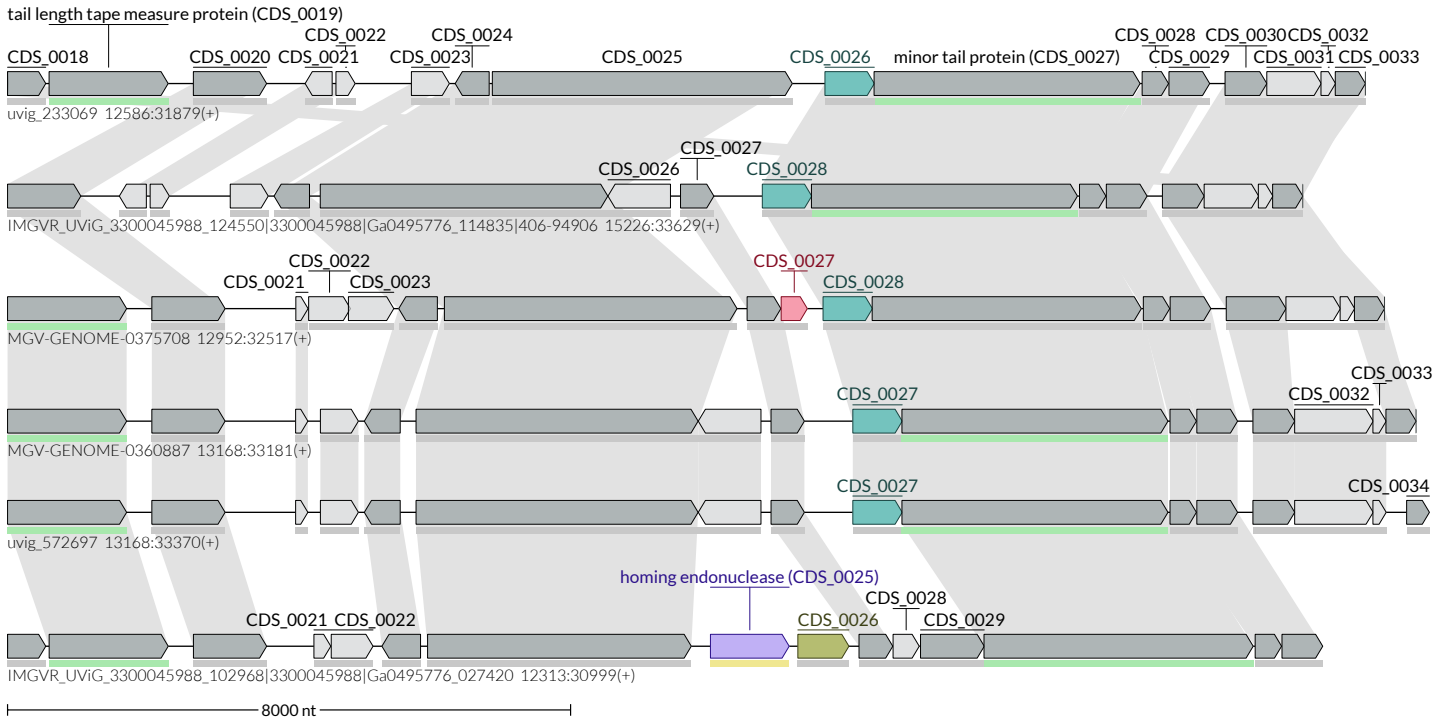 tail length tape measure protein (CDS_0019)
CDS_0022 CDS_0024 CDS_0028 CDS_0030 CDS_0032
CDS_0018 CDS_0020 CDS_0021 CDS_0023 CDS_0025 CDS_0026 minor tail protein (CDS_0027) CDS_0029 CDS_0031 CDS_0033
uvig_233069 12586:31879(+)
CDS_0027
CDS_0026 CDS_0028
IMGVR_UViG_3300045988_124550|3300045988|Ga0495776_114835|406-94906 15226:33629(+)
CDS_0022 CDS_0027
CDS_0021 CDS_0023 CDS_0028
MGV-GENOME-0375708 12952:32517(+)
CDS_0033
CDS_0027 CDS_0032
MGV-GENOME-0360887 13168:33181(+)
CDS_0027 CDS_0034
uvig_572697 13168:33370(+)
homing endonuclease (CDS_0025)
CDS_0028
CDS_0021 CDS_0022 CDS_0026 CDS_0029
IMGVR_UViG_3300045988_102968|3300045988|Ga0495776_027420 12313:30999(+)
8000 nt